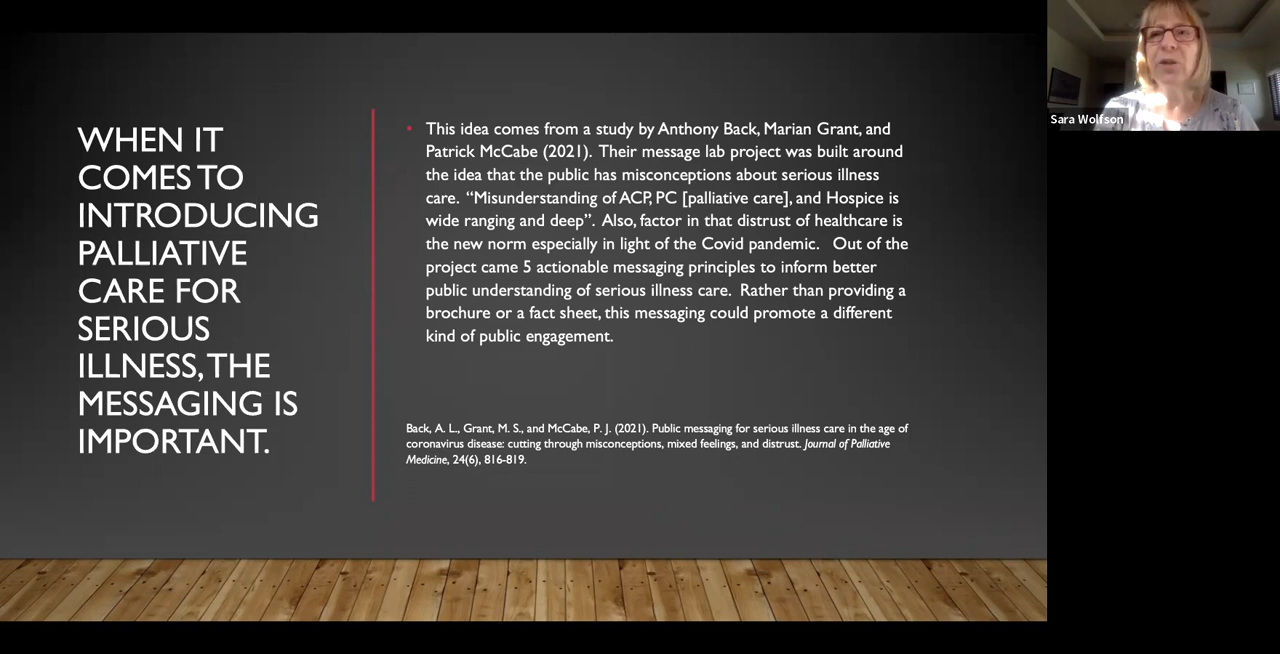 WHEN IT
COMES TO
INTRODUCING
PALLIATIVE
CARE FOR
SERIOUS
ILLNESS, THE
MESSAGING IS
IMPORTANT.
▪ This idea comes from a study by Anthony Back, Marian Grant, and
Patrick McCabe (2021). Their message lab project was built around
the idea that the public has misconceptions about serious illness
care. “Misunderstanding of ACP, PC [palliative care], and Hospice is
wide ranging and deep”. Also, factor in that distrust of healthcare is
the new norm especially in light of the Covid pandemic. Out of the
project came 5 actionable messaging principles to inform better
public understanding of serious illness care. Rather than providing a
brochure or a fact sheet, this messaging could promote a different
kind of public engagement.
Back, A. L., Grant, M. S., and McCabe, P. J. (2021). Public messaging for serious illness care in the age of
coronavirus disease: cutting through misconceptions, mixed feelings, and distrust. Journal of Palliative
Medicine, 24(6), 816-819.
Sara Wolfson